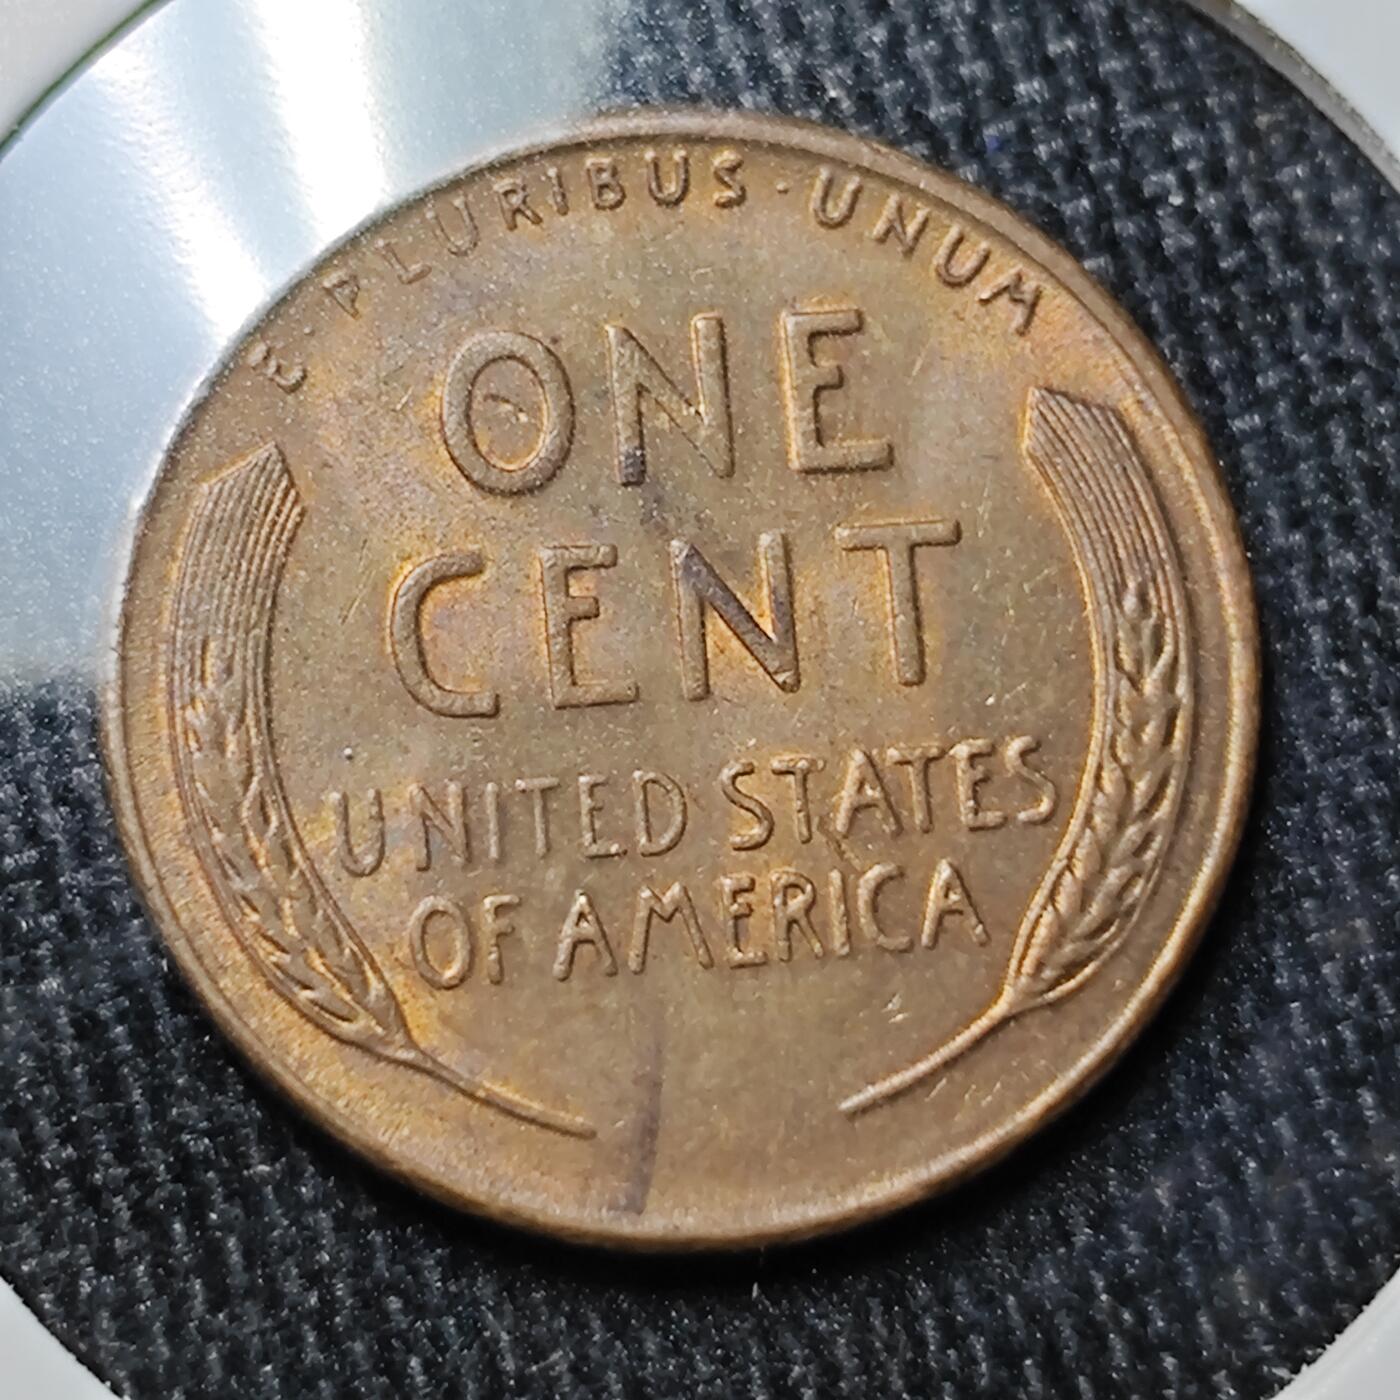 E · PLURIBUS · UNUM
ONE
CENT
UNITED STATES
OF AMERICA